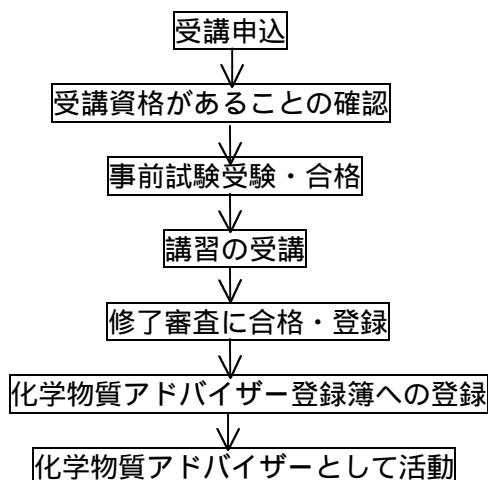 受講申込
受講資格があることの確認
事前試験受験・合格
講習の受講
修了審査に合格・登録
化学物質アドバイザー登録簿への登録
化学物質アドバイザーとして活動